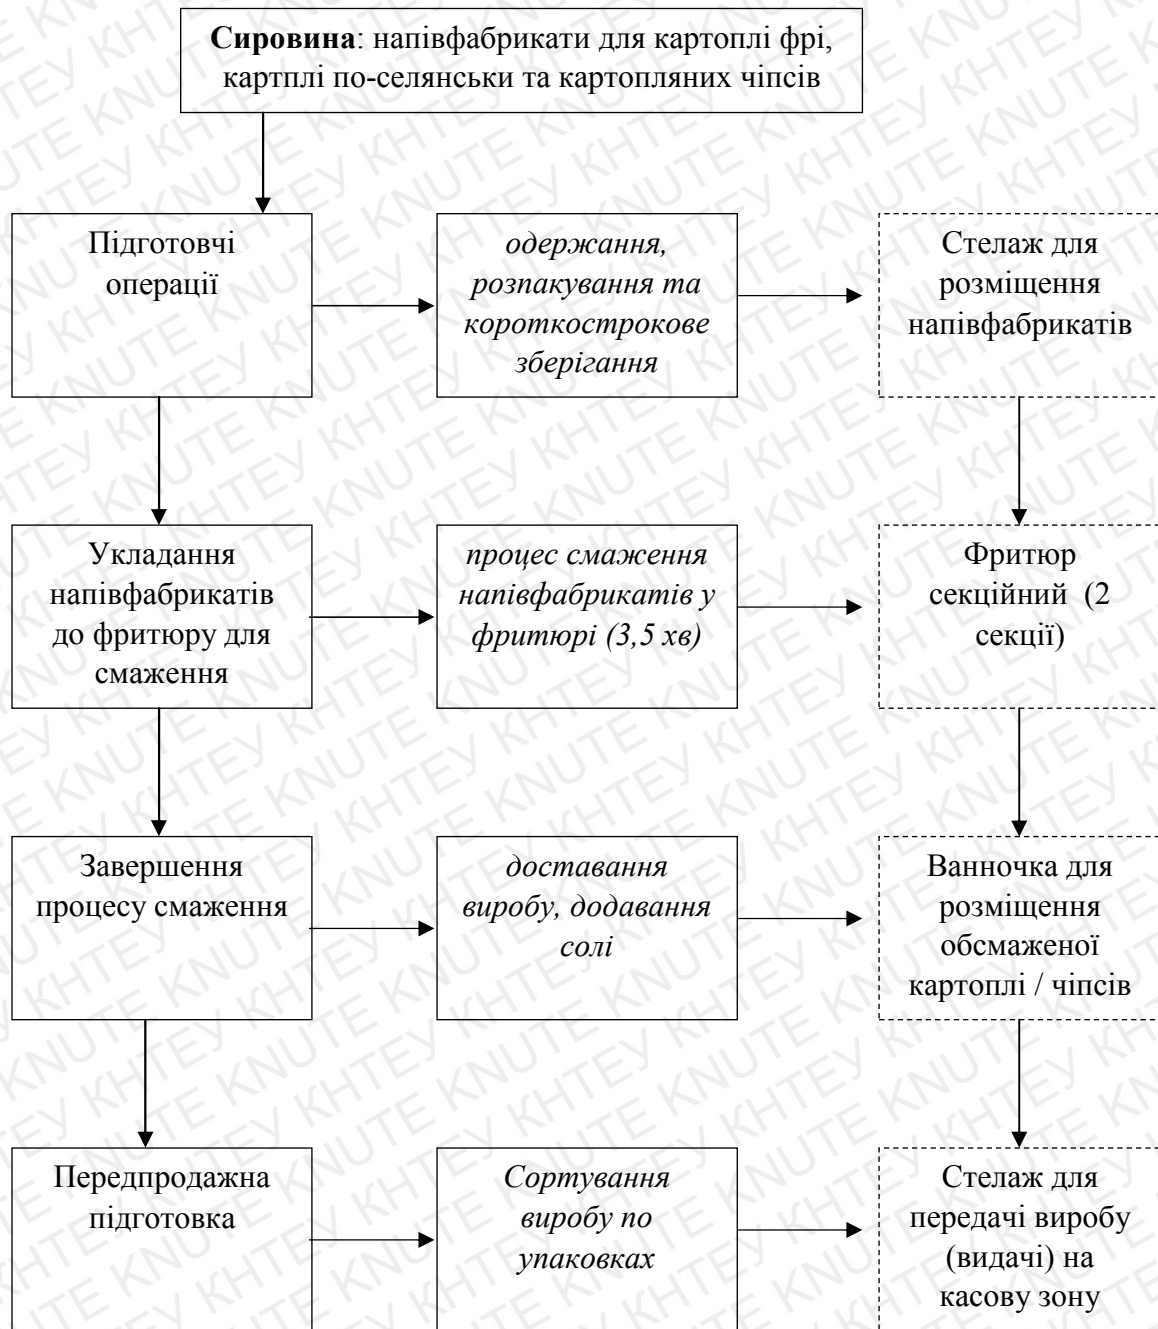 Сировина: напівфабрикати для картоплі фрі,
картплі по-селянськи та картопляних чіпсів
Підготовчі
операції
одержання,
розпакування та
короткострокове
зберігання
Стелаж для
розміщення
напівфабрикатів
Укладання
напівфабрикатів
до фритюру для
смаження
процес смаження
напівфабрикатів у
фритюрі (3,5 хв)
Фритюр
секційний (2
секції)
Завершення
процесу смаження
доставання
виробу, додавання
солі
Ванночка для
розміщення
обсмаженої
картоплі / чіпсів
Передпродажна
підготовка
Сортування
виробу по
упаковках
Стелаж для
передачі виробу
(видачі) на
касову зону